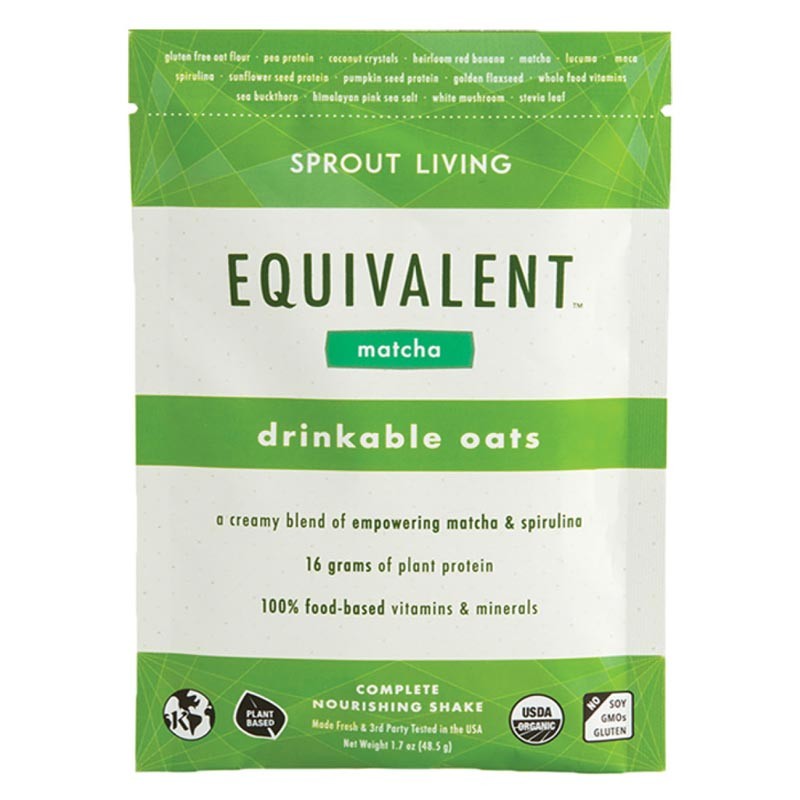 gluten free oat flour · pea protein · coconut crystals · heirloom red banana · matcha · lucuma · maca
spirulina · sunflower seed protein · pumpkin seed protein · golden flaxseed · whole food vitamins
sea buckthorn · himalayan pink sea salt · white mushroom · stevia leaf
SPROUT LIVING
EQUIVALENT™
matcha
drinkable oats
a creamy blend of empowering matcha & spirulina
16 grams of plant protein
100% food-based vitamins & minerals
COMPLETE
NOURISHING SHAKE
Made Fresh & 3rd Party Tested in the USA
Net Weight 1.7 oz (48.5 g)
K
PLANT
BASED
USDA
ORGANIC
NO
SOY
GMOs
GLUTEN